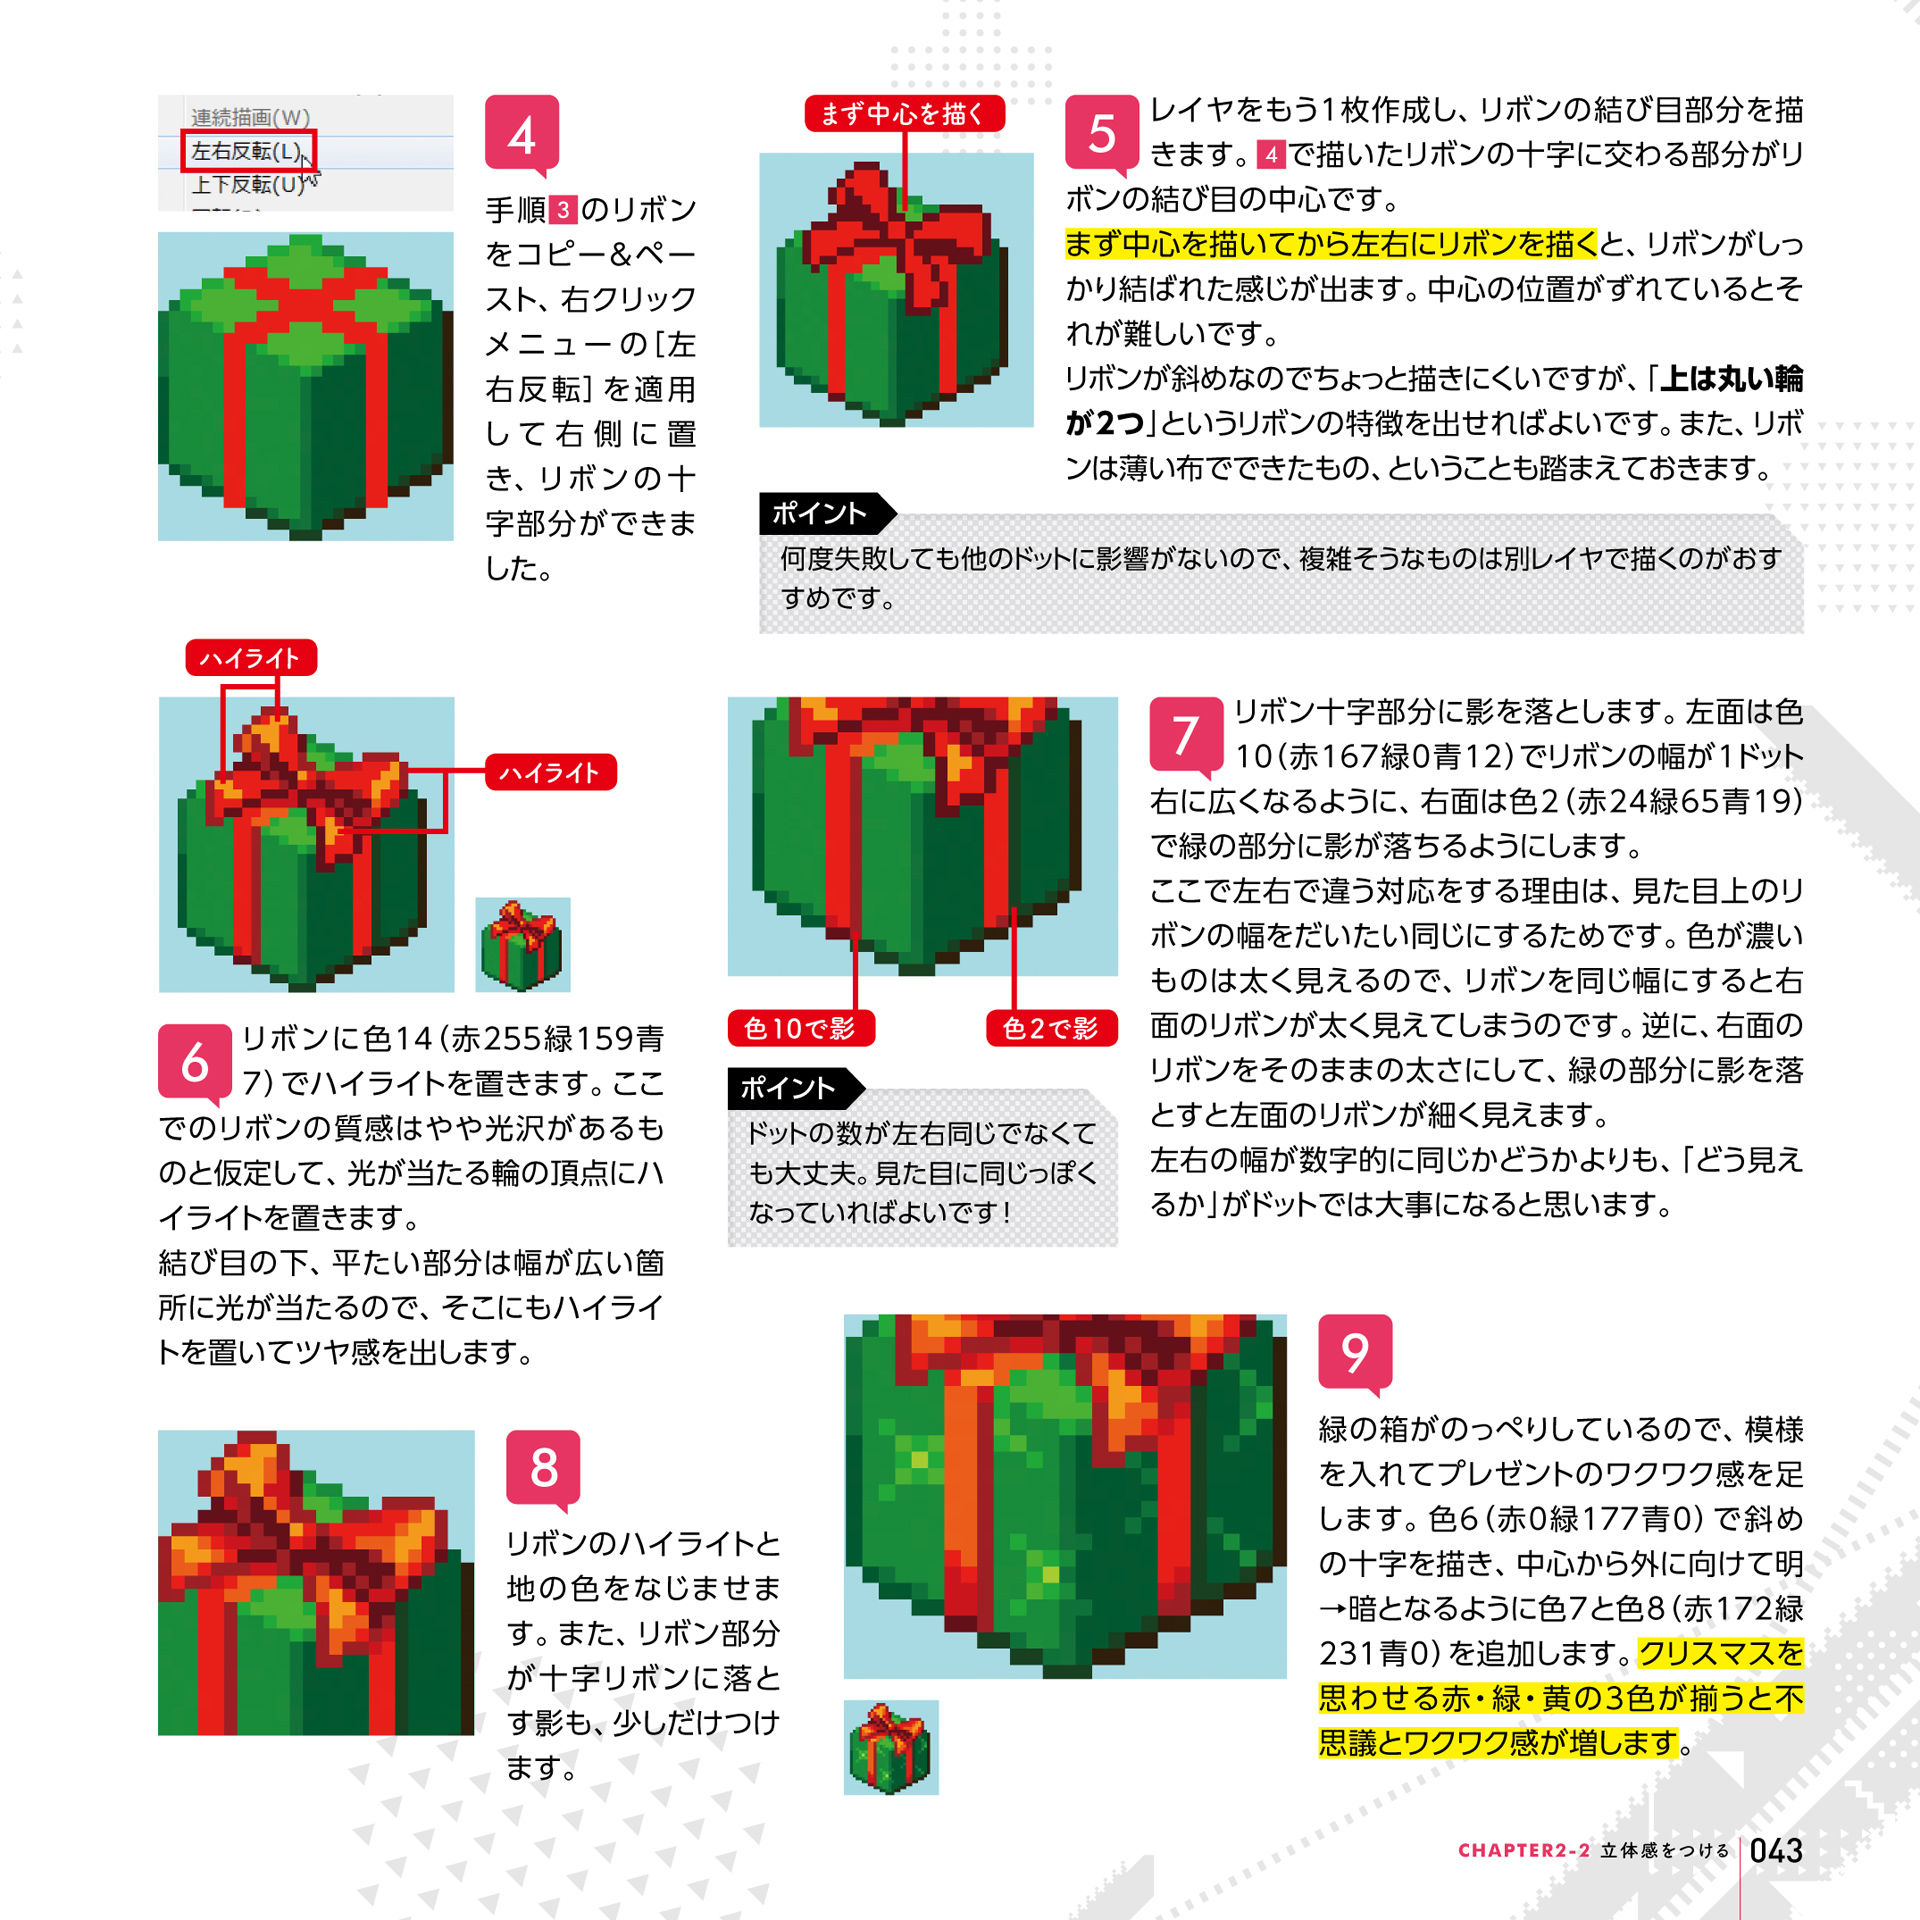 連続描画(W)
左右反転(L)
上下反転(U)
4
手順3のリボン
をコピー&ペー
スト、右クリック
メニューの[左
右反転]を適用
して右側に置
き、リボンの十
字部分ができま
した。
まず中心を描く
5
レイヤをもう1枚作成し、リボンの結び目部分を描
きます。4で描いたリボンの十字に交わる部分がリ
ボンの結び目の中心です。
まず中心を描いてから左右にリボンを描くと、リボンがしっ
かり結ばれた感じが出ます。中心の位置がずれているとそ
れが難しいです。
リボンが斜めなのでちょっと描きにくいですが、「上は丸い輪
が2つ」というリボンの特徴を出せればよいです。また、リボ
ンは薄い布でできたもの、ということも踏まえておきます。
ポイント
何度失敗しても他のドットに影響がないので、複雑そうなものは別レイヤで描くのがおす
すめです。
ハイライト
ハイライト
6
リボンに色14(赤255緑159青
7)でハイライトを置きます。ここ
でのリボンの質感はやや光沢があるも
のと仮定して、光が当たる輪の頂点にハ
イライトを置きます。
結び目の下、平たい部分は幅が広い箇
所に光が当たるので、そこにもハイライ
トを置いてツヤ感を出します。
色10で影
色2で影
ポイント
ドットの数が左右同じでなくて
も大丈夫。見た目に同じっぽく
なっていればよいです!
7
リボン十字部分に影を落とします。左面は色
10(赤167緑0青12)でリボンの幅が1ドット
右に広くなるように、右面は色2(赤24緑65青19)
で緑の部分に影が落ちるようにします。
ここで左右で違う対応をする理由は、見た目上のリ
ボンの幅をだいたい同じにするためです。色が濃い
ものは太く見えるので、リボンを同じ幅にすると右
面のリボンが太く見えてしまうのです。逆に、右面の
リボンをそのままの太さにして、緑の部分に影を落
とすと左面のリボンが細く見えます。
左右の幅が数字的に同じかどうかよりも、「どう見え
るか」がドットでは大事になると思います。
8
リボンのハイライトと
地の色をなじませま
す。また、リボン部分
が十字リボンに落と
す影も、少しだけつけ
ます。
9
緑の箱がのっぺりしているので、模様
を入れてプレゼントのワクワク感を足
します。色6(赤0緑177青0)で斜め
の十字を描き、中心から外に向けて明
→暗となるように色7と色8(赤172緑
231青0)を追加します。クリスマスを
思わせる赤・緑・黄の3色が揃うと不
思議とワクワク感が増します。
CHAPTER2-2 立体感をつける 043